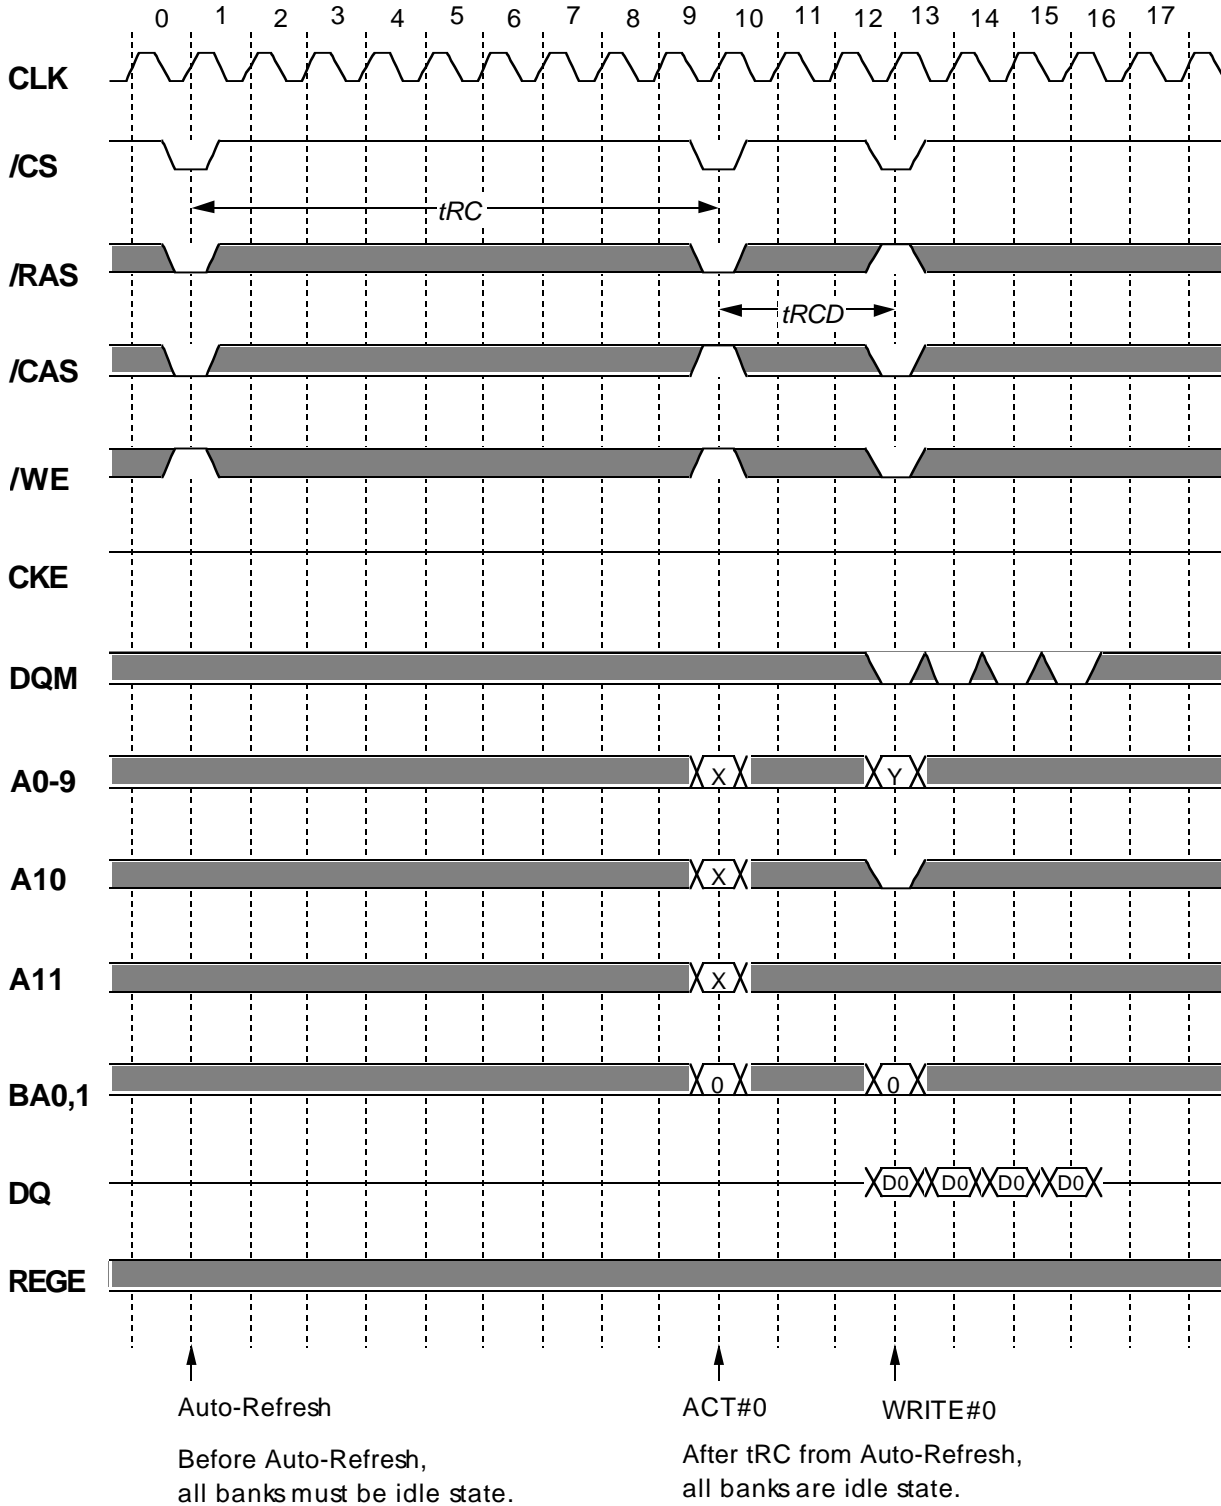 0 1 2 3 4 5 6 7 8 9 10 11 12 13 14 15 16 17
CLK
/CS
tRC
/RAS
tRCD
/CAS
/WE
CKE
DQM
A0-9 X Y
A10 X
A11 X
BA0,1 0 0
DQ D0 D0 D0 D0
REGE
Auto-Refresh ACT#0 WRITE#0
Before Auto-Refresh,
all banks must be idle state.
After tRC from Auto-Refresh,
all banks are idle state.